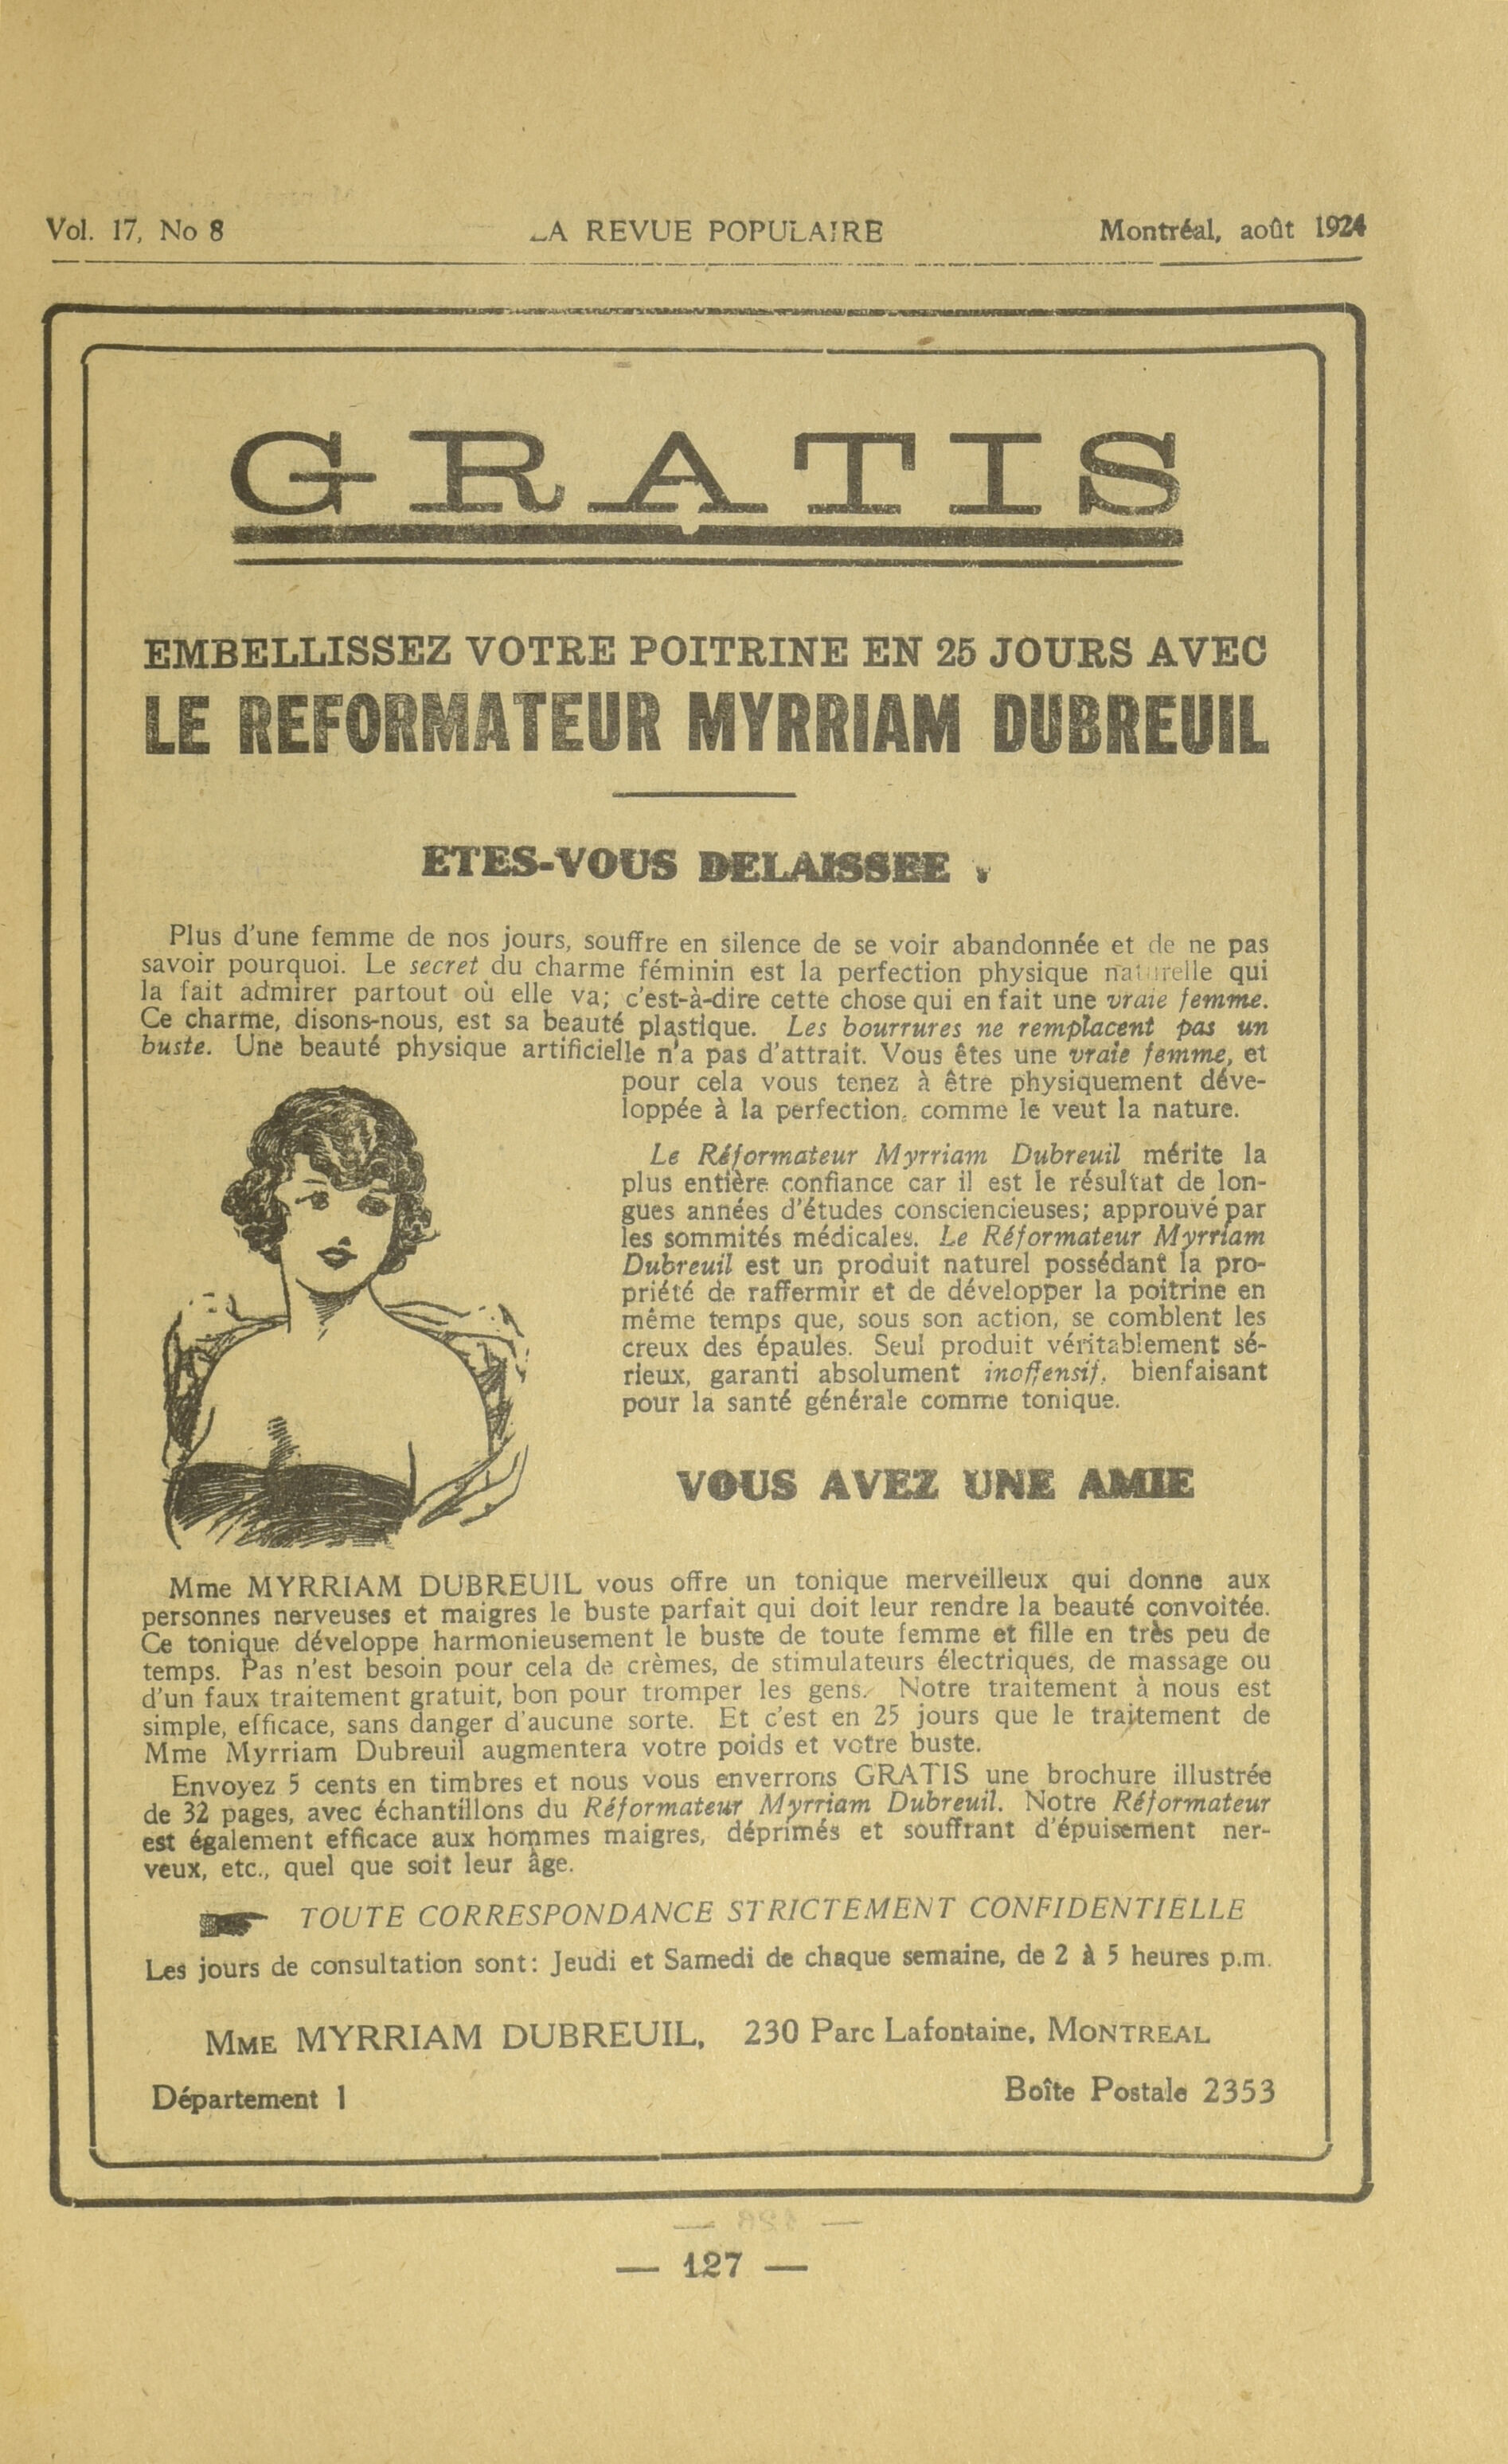 Vol. 17, No 8 LA REVUE POPULAIRE Montréal, août 1924
GRATIS
EMBELLISSEZ VOTRE POITRINE EN 25 JOURS AVEC
LE REFORMATEUR MYRRIAM DUBREUIL
ETES-VOUS DELAISSEE
Plus d'une femme de nos jours, souffre en silence de se voir abandonnée et de ne pas
savoir pourquoi. Le secret du charme féminin est la perfection physique naturelle qui
la fait admirer partout où elle va; c'est-à-dire cette chose qui en fait une vraie femme.
Ce charme, disons-nous, est sa beauté plastique. Les bourrures ne remplacent pas un
buste. Une beauté physique artificielle n'a pas d'attrait. Vous êtes une vraie femme, et
pour cela vous tenez à être physiquement déve-
loppée à la perfection, comme le veut la nature.
Le Réformateur Myrriam Dubreuil mérite la
plus entière confiance car il est le résultat de lon-
gues années d'études consciencieuses; approuvé par
les sommités médicales. Le Réformateur Myrriam
Dubreuil est un produit naturel possédant la pro-
priété de raffermir et de développer la poitrine en
même temps que, sous son action, se comblent les
creux des épaules. Seul produit véritablement sé-
rieux, garanti absolument inoffensif, bienfaisant
pour la santé générale comme tonique.
VOUS AVEZ UNE AMIE
Mme MYRRIAM DUBREUIL vous offre un tonique merveilleux qui donne aux
personnes nerveuses et maigres le buste parfait qui doit leur rendre la beauté convoitée.
Ce tonique développe harmonieusement le buste de toute femme et fille en très peu de
temps. Pas n'est besoin pour cela de crèmes, de stimulateurs électriques, de massage ou
d'un faux traitement gratuit, bon pour tromper les gens. Notre traitement à nous est
simple, efficace, sans danger d'aucune sorte. Et c'est en 25 jours que le traitement de
Mme Myrriam Dubreuil augmentera votre poids et votre buste.
Envoyez 5 cents en timbres et nous vous enverrons GRATIS une brochure illustrée
de 32 pages, avec échantillons du Réformateur Myrriam Dubreuil. Notre Réformateur
est également efficace aux hommes maigres, déprimés et souffrant d'épuisement ner-
veux, etc., quel que soit leur âge.
TOUTE CORRESPONDANCE STRICTEMENT CONFIDENTIELLE
Les jours de consultation sont: Jeudi et Samedi de chaque semaine, de 2 à 5 heures p.m.
MME MYRRIAM DUBREUIL, 230 Parc Lafontaine, MONTREAL
Département 1 Boîte Postale 2353
— 127 —